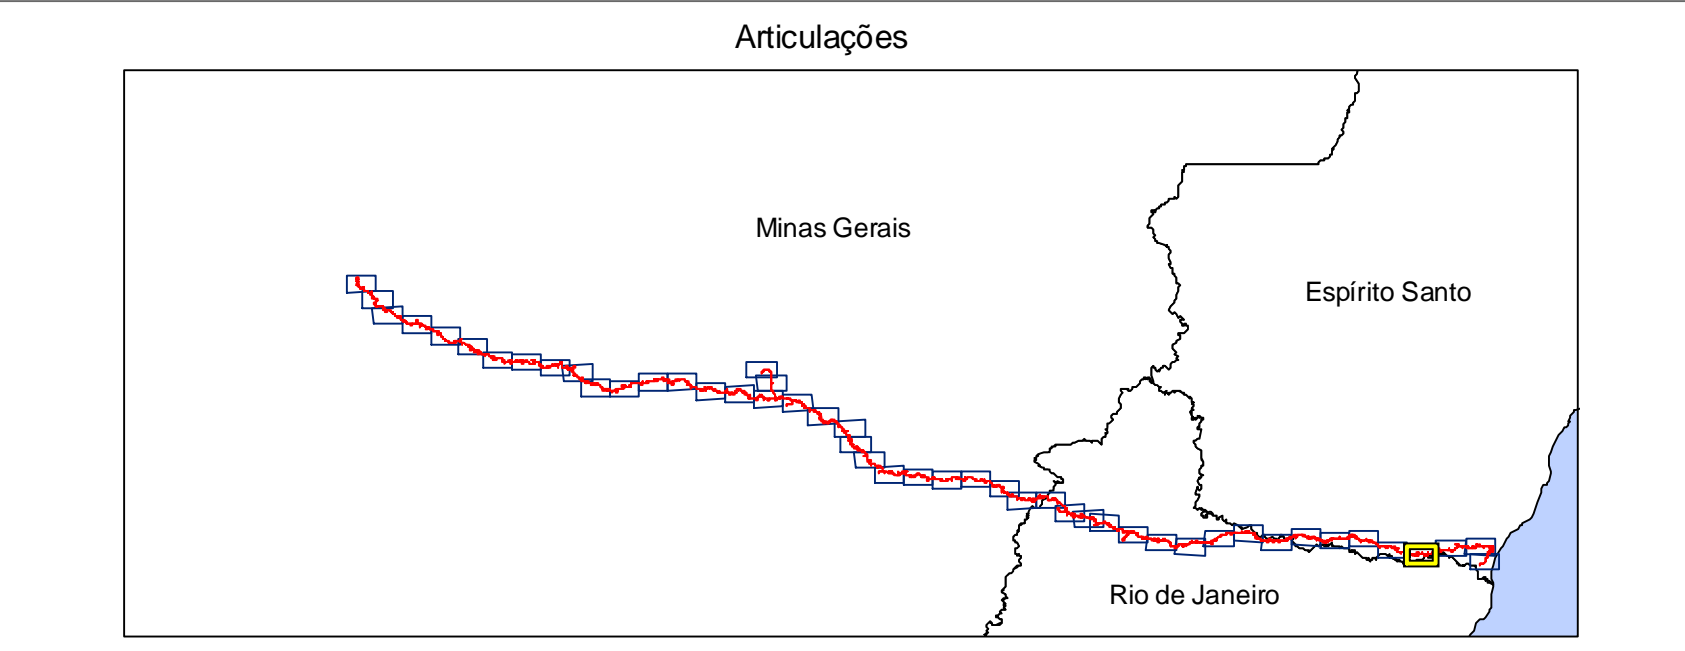 Articulações
Minas Gerais
Espírito Santo
Rio de Janeiro